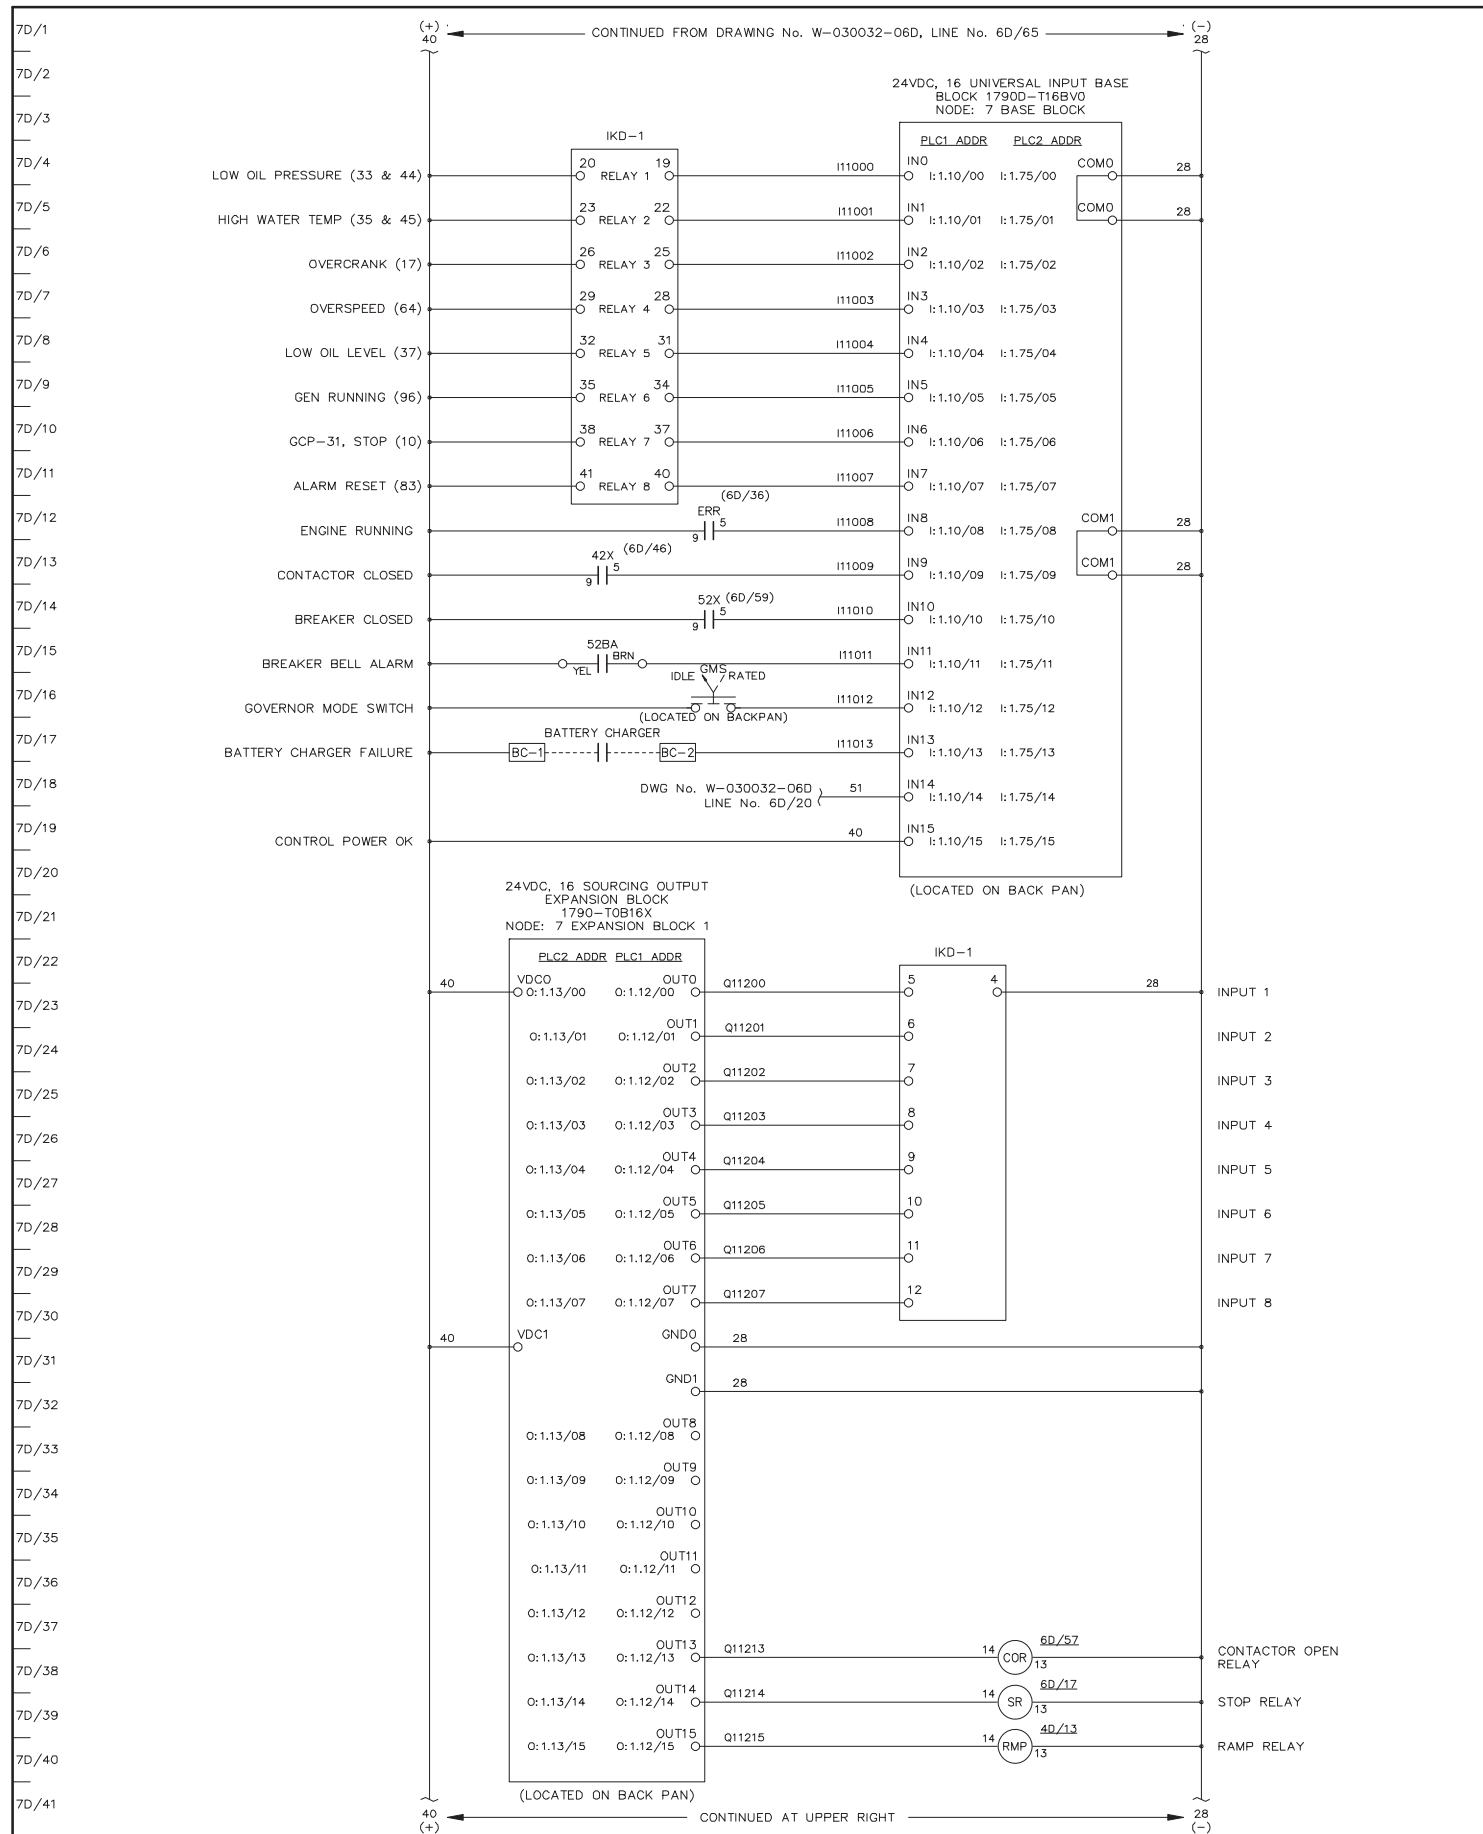 7D/1
(+)
40
CONTINUED FROM DRAWING No. W-030032-06D, LINE No. 6D/65
(-)
28
7D/2
24VDC, 16 UNIVERSAL INPUT BASE
BLOCK 1790D-T16BV0
NODE: 7 BASE BLOCK
7D/3
IKD-1
PLC1 ADDR PLC2 ADDR
7D/4
LOW OIL PRESSURE (33 & 44) 20 RELAY 1 19 I11000 IN0 I:1.10/00 I:1.75/00 COM0 28
7D/5
HIGH WATER TEMP (35 & 45) 23 RELAY 2 22 I11001 IN1 I:1.10/01 I:1.75/01 COM0 28
7D/6
OVERCRANK (17) 26 RELAY 3 25 I11002 IN2 I:1.10/02 I:1.75/02
7D/7
OVERSPEED (64) 29 RELAY 4 28 I11003 IN3 I:1.10/03 I:1.75/03
7D/8
LOW OIL LEVEL (37) 32 RELAY 5 31 I11004 IN4 I:1.10/04 I:1.75/04
7D/9
GEN RUNNING (96) 35 RELAY 6 34 I11005 IN5 I:1.10/05 I:1.75/05
7D/10
GCP-31, STOP (10) 38 RELAY 7 37 I11006 IN6 I:1.10/06 I:1.75/06
7D/11
ALARM RESET (83) 41 RELAY 8 40 I11007 IN7 I:1.10/07 I:1.75/07
7D/12
ENGINE RUNNING 9 ERR 5 (6D/36) I11008 IN8 I:1.10/08 I:1.75/08 COM1 28
7D/13
CONTACTOR CLOSED 9 42X 5 (6D/46) I11009 IN9 I:1.10/09 I:1.75/09 COM1 28
7D/14
BREAKER CLOSED 9 52X 5 (6D/59) I11010 IN10 I:1.10/10 I:1.75/10
7D/15
BREAKER BELL ALARM YEL 52BA BRN I11011 IN11 I:1.10/11 I:1.75/11
7D/16
IDLE GMS RATED
GOVERNOR MODE SWITCH I11012 IN12 I:1.10/12 I:1.75/12
(LOCATED ON BACKPAN)
7D/17
BATTERY CHARGER
BATTERY CHARGER FAILURE BC-1 BC-2 I11013 IN13 I:1.10/13 I:1.75/13
7D/18
DWG No. W-030032-06D
LINE No. 6D/20
51 IN14 I:1.10/14 I:1.75/14
7D/19
CONTROL POWER OK 40 IN15 I:1.10/15 I:1.75/15
7D/20
(LOCATED ON BACK PAN)
24VDC, 16 SOURCING OUTPUT
EXPANSION BLOCK
1790-T0B16X
NODE: 7 EXPANSION BLOCK 1
7D/21
7D/22
PLC2 ADDR PLC1 ADDR
IKD-1
40 VDC0 O:1.13/00 O:1.12/00 OUT0 Q11200 5 4 28 INPUT 1
7D/23
O:1.13/01 O:1.12/01 OUT1 Q11201 6 INPUT 2
7D/24
O:1.13/02 O:1.12/02 OUT2 Q11202 7 INPUT 3
7D/25
O:1.13/03 O:1.12/03 OUT3 Q11203 8 INPUT 4
7D/26
O:1.13/04 O:1.12/04 OUT4 Q11204 9 INPUT 5
7D/27
O:1.13/05 O:1.12/05 OUT5 Q11205 10 INPUT 6
7D/28
O:1.13/06 O:1.12/06 OUT6 Q11206 11 INPUT 7
7D/29
O:1.13/07 O:1.12/07 OUT7 Q11207 12 INPUT 8
7D/30
40 VDC1 GND0 28
7D/31
GND1 28
7D/32
O:1.13/08 O:1.12/08 OUT8
7D/33
O:1.13/09 O:1.12/09 OUT9
7D/34
O:1.13/10 O:1.12/10 OUT10
7D/35
O:1.13/11 O:1.12/11 OUT11
7D/36
O:1.13/12 O:1.12/12 OUT12
7D/37
O:1.13/13 O:1.12/13 OUT13 Q11213 14 COR 13 6D/57 CONTACTOR OPEN
RELAY
7D/38
O:1.13/14 O:1.12/14 OUT14 Q11214 14 SR 13 6D/17 STOP RELAY
7D/39
O:1.13/15 O:1.12/15 OUT15 Q11215 14 RMP 13 4D/13 RAMP RELAY
7D/40
(LOCATED ON BACK PAN)
7D/41
40
(+)
CONTINUED AT UPPER RIGHT
28
(-)